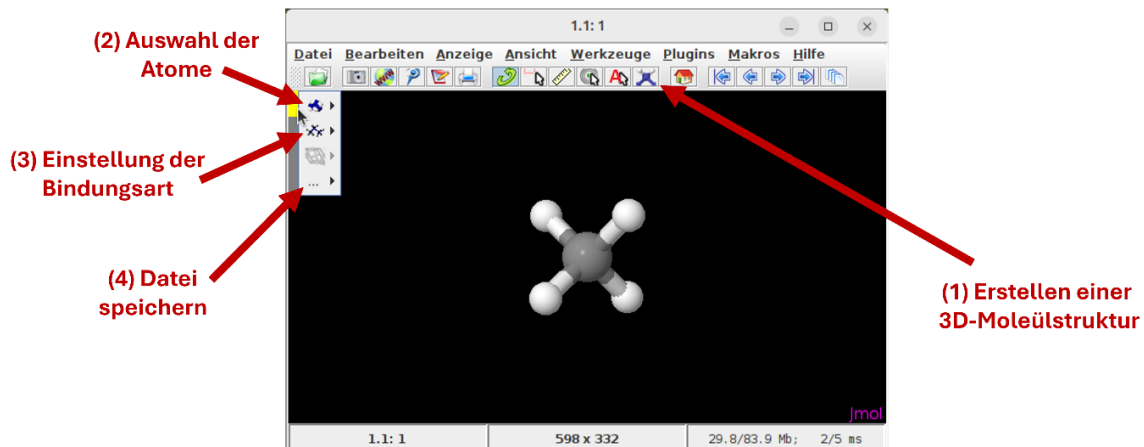 1.1: 1
Datei Bearbeiten Anzeige Ansicht Werkzeuge Plugins Makros Hilfe
(2) Auswahl der
Atome
(3) Einstellung der
Bindungsart
...
(4) Datei
speichern
(1) Erstellen einer
3D-Moleülstruktur
Jmol
1.1: 1 598 x 332 29.8/83.9 Mb; 2/5 ms